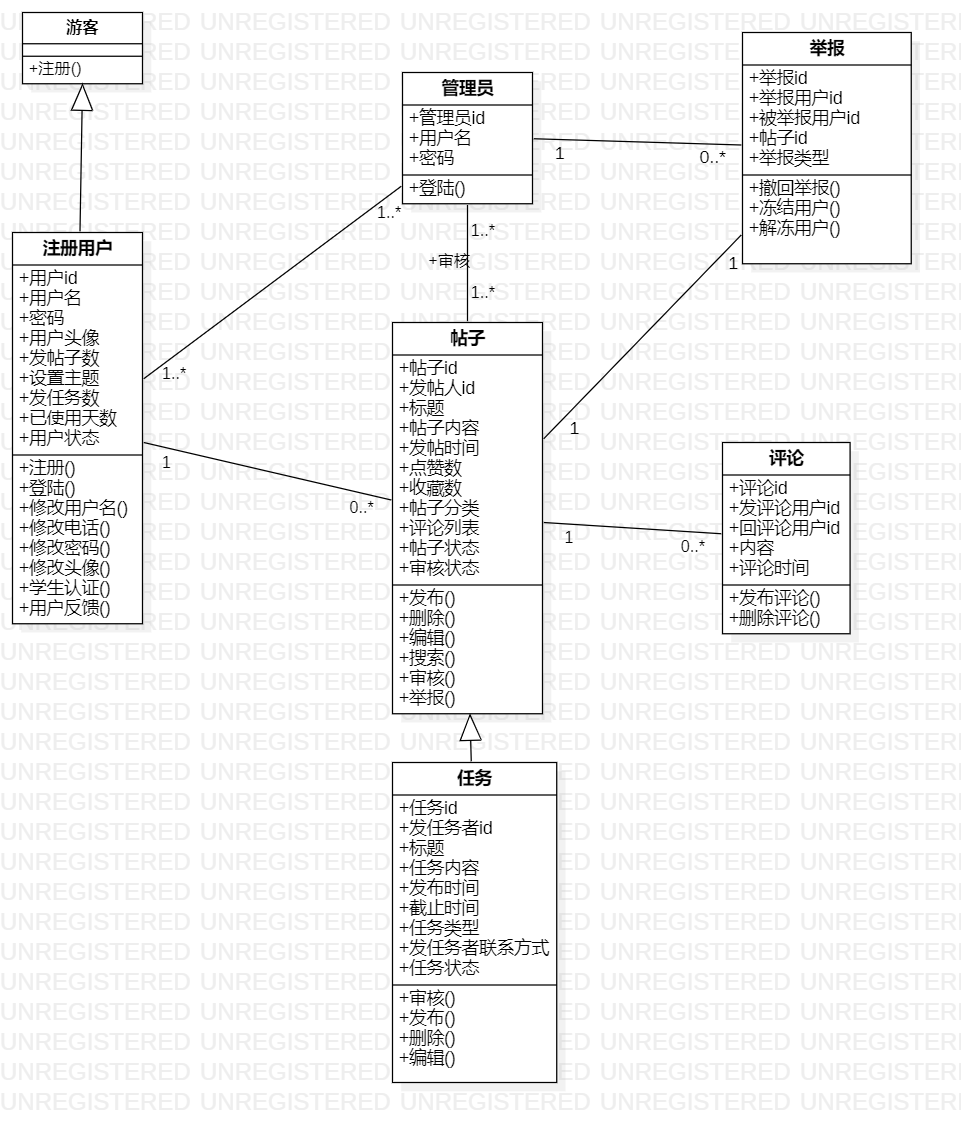 游客
+注册()
管理员
+管理员id
+用户名
+密码
+登陆()
举报
+举报id
+举报用户id
+被举报用户id
+帖子id
+举报类型
+撤回举报()
+冻结用户()
+解冻用户()
1
0..*
1..*
1..*
+审核
1..*
1
注册用户
+用户id
+用户名
+密码
+用户头像
+发帖子数
+设置主题
+发任务数
+已使用天数
+用户状态
+注册()
+登陆()
+修改用户名()
+修改电话()
+修改密码()
+修改头像()
+学生认证()
+用户反馈()
1..*
1
0..*
帖子
+帖子id
+发帖人id
+标题
+帖子内容
+发帖时间
+点赞数
+收藏数
+帖子分类
+评论列表
+帖子状态
+审核状态
+发布()
+删除()
+编辑()
+搜索()
+审核()
+举报()
1
1
0..*
评论
+评论id
+发评论用户id
+回评论用户id
+内容
+评论时间
+发布评论()
+删除评论()
任务
+任务id
+发任务者id
+标题
+任务内容
+发布时间
+截止时间
+任务类型
+发任务者联系方式
+任务状态
+审核()
+发布()
+删除()
+编辑()
UNREGISTERED